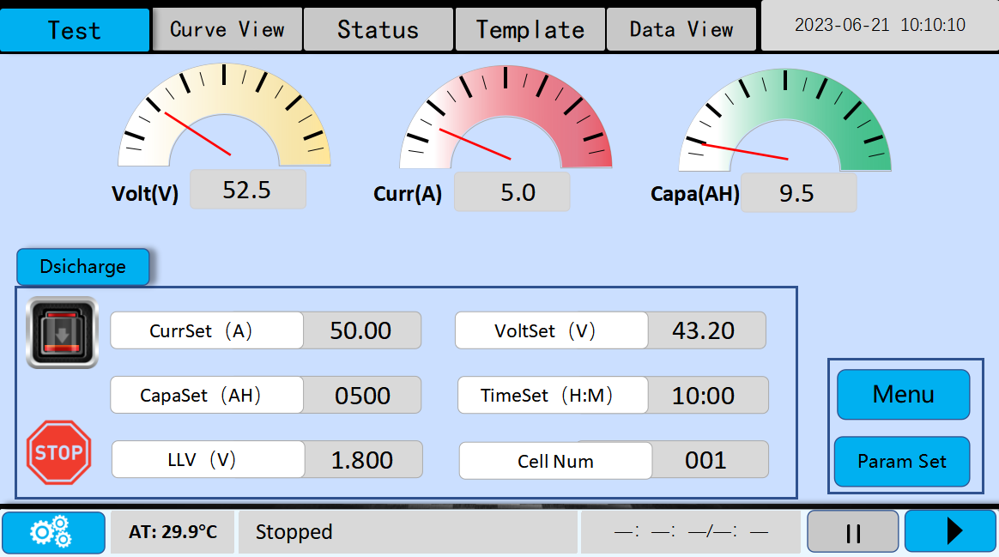 Test Curve View Status Template Data View 2023-06-21 10:10:10
Volt(V) 52.5 Curr(A) 5.0 Capa(AH) 9.5
Dsicharge
CurrSet（A） 50.00 VoltSet（V） 43.20
CapaSet（AH） 0500 TimeSet（H:M） 10:00
Menu
STOP LLV（V） 1.800 Cell Num 001
Param Set
AT: 29.9℃ Stopped —: —: —/—: —